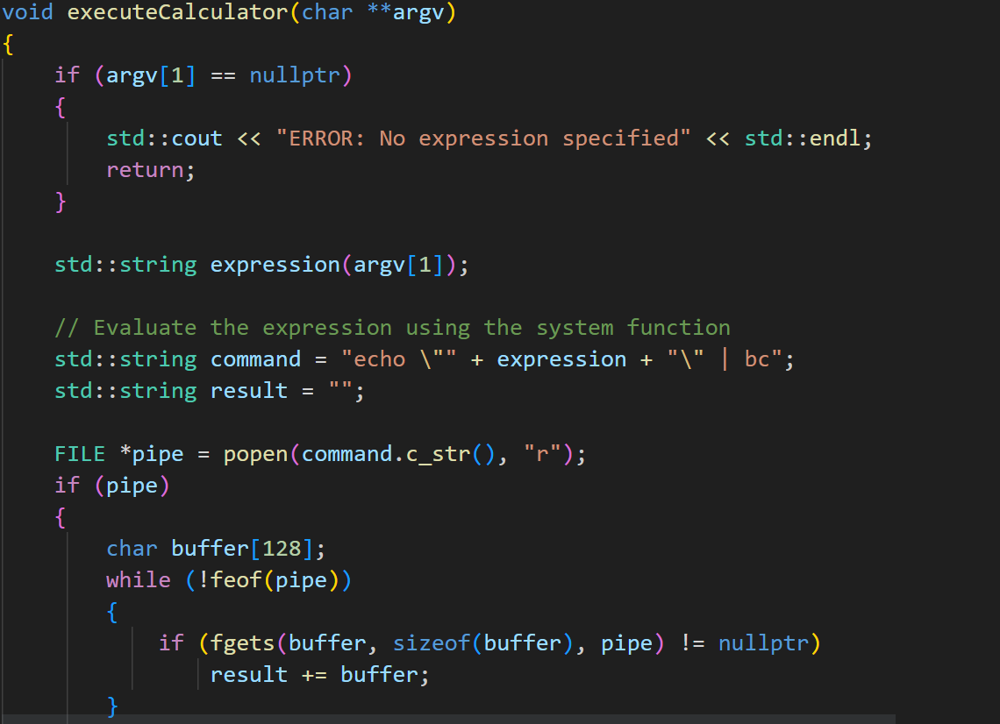 void executeCalculator(char **argv)
{
    if (argv[1] == nullptr)
    {
        std::cout << "ERROR: No expression specified" << std::endl;
        return;
    }

    std::string expression(argv[1]);

    // Evaluate the expression using the system function
    std::string command = "echo \"" + expression + "\" | bc";
    std::string result = "";

    FILE *pipe = popen(command.c_str(), "r");
    if (pipe)
    {
        char buffer[128];
        while (!feof(pipe))
        {
            if (fgets(buffer, sizeof(buffer), pipe) != nullptr)
                result += buffer;
        }